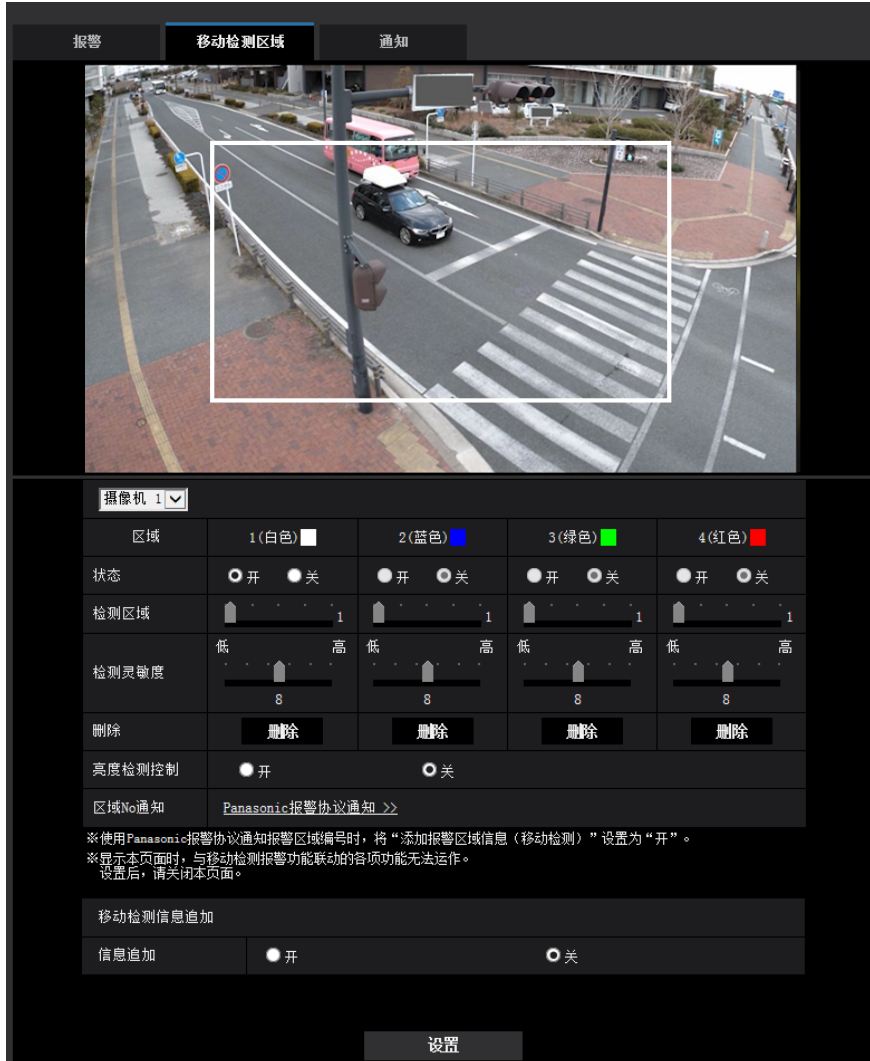 报警 移动检测区域 通知
摄像机 1
区域 1(白色) 2(蓝色) 3(绿色) 4(红色)
状态 开 关 开 关 开 关 开 关
检测区域 1 1 1 1
低 高 低 高 低 高 低 高
检测灵敏度
8 8 8 8
删除 删除 删除 删除 删除
亮度检测控制 开 关
区域No通知 Panasonic报警协议通知 >>
※使用Panasonic报警协议通知报警区域编号时，将“添加报警区域信息（移动检测）”设置为“开”。
※显示本页面时，与移动检测报警功能联动的各项功能无法运作。
设置后，请关闭本页面。
移动检测信息追加
信息追加 开 关
设置